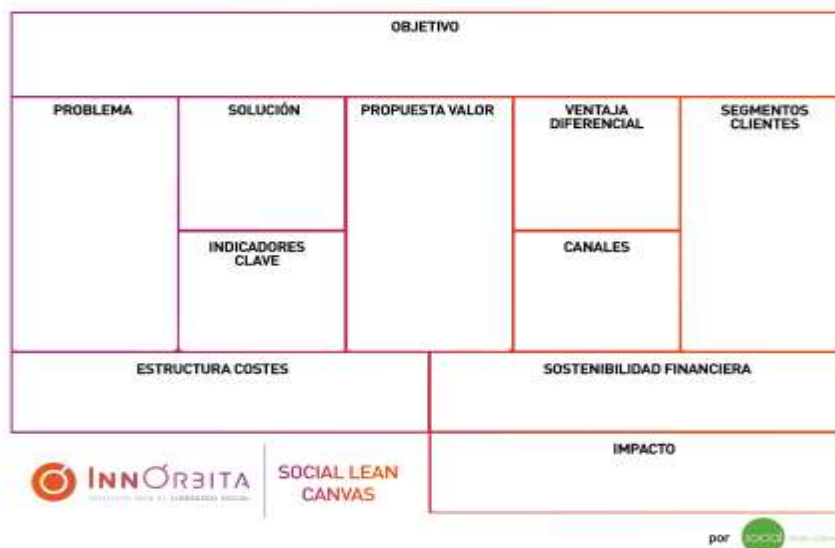 OBJETIVO
PROBLEMA
SOLUCIÓN
PROPUESTA VALOR
VENTAJA
DIFERENCIAL
SEGMENTOS
CLIENTES
INDICADORES
CLAVE
CANALES
ESTRUCTURA COSTES
SOSTENIBILIDAD FINANCIERA
IMPACTO
INNÓRBITA
SOCIAL LEAN
CANVAS
por social